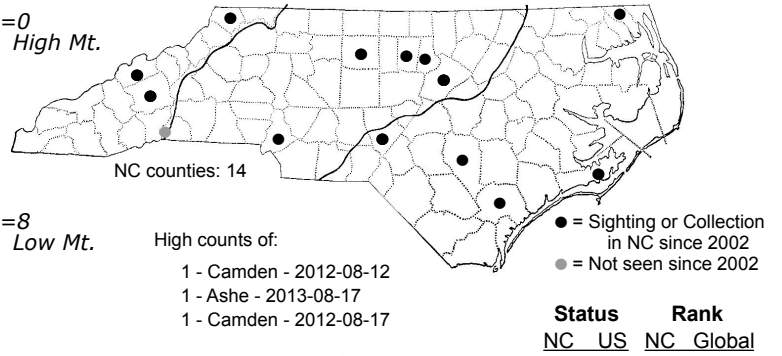 =0
High Mt.
NC counties: 14
=8
Low Mt.
High counts of:
1 - Camden - 2012-08-12
1 - Ashe - 2013-08-17
1 - Camden - 2012-08-17
= Sighting or Collection
in NC since 2002
= Not seen since 2002
Status Rank
NC US NC Global